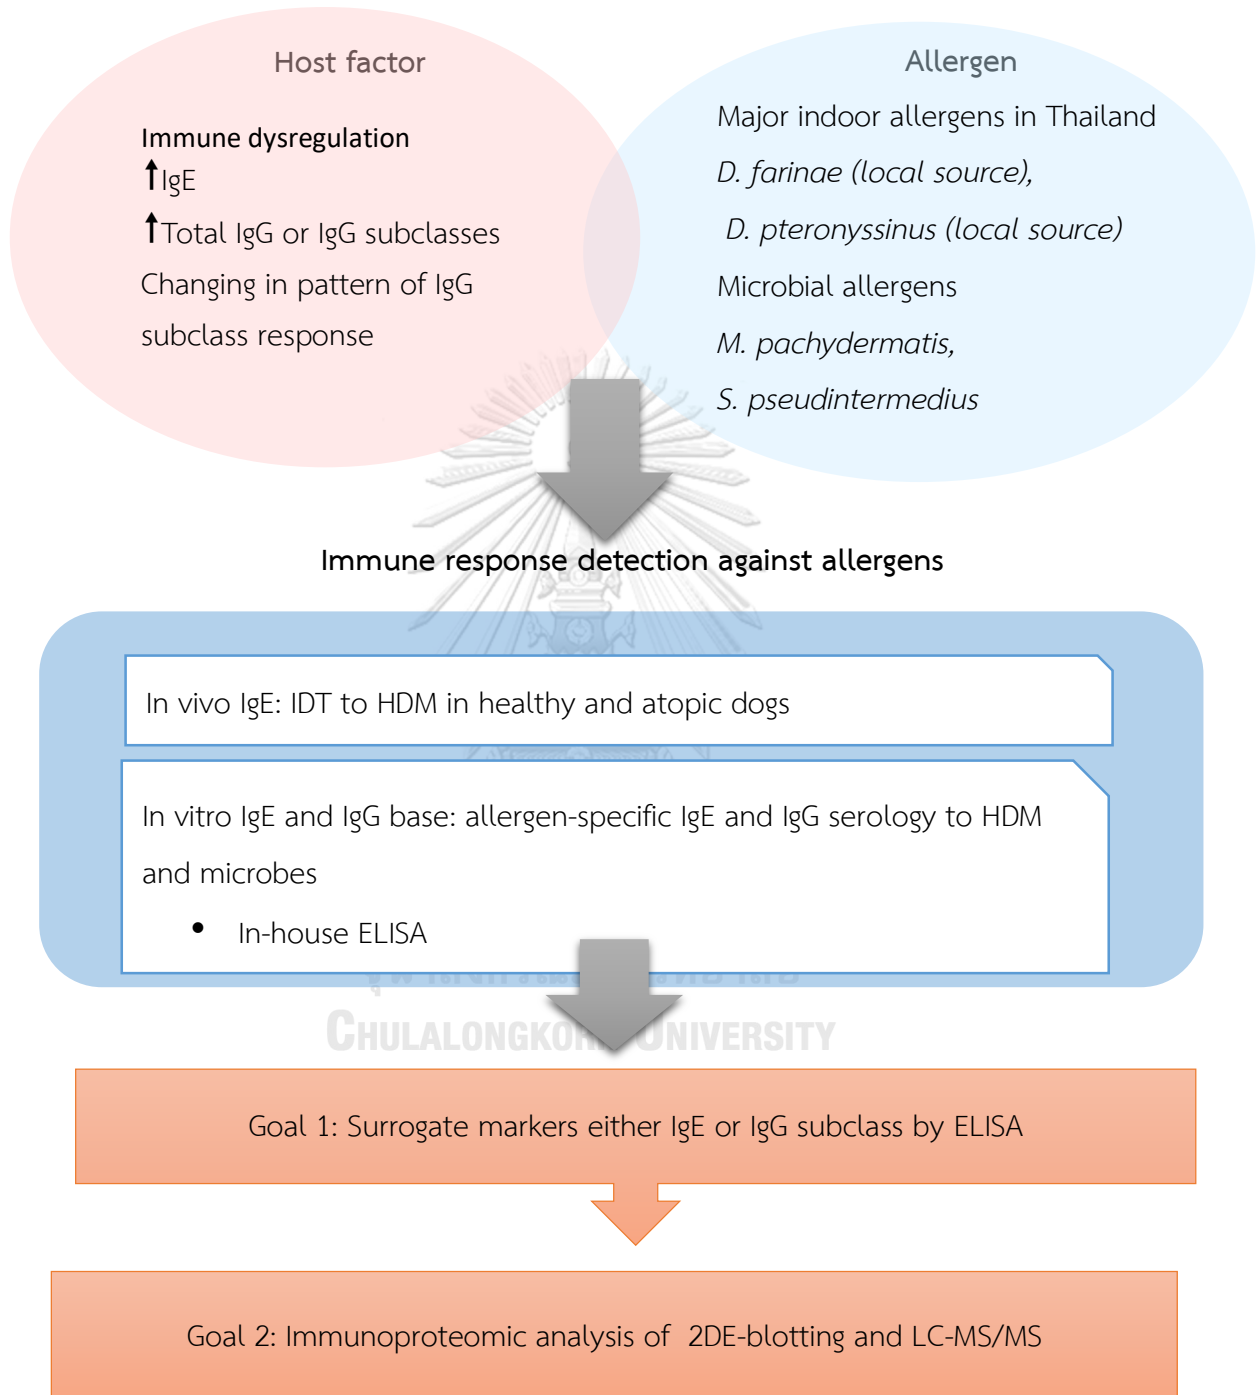 Host factor
Immune dysregulation
↑IgE
↑Total IgG or IgG subclasses
Changing in pattern of IgG
subclass response
Allergen
Major indoor allergens in Thailand
D. farinae (local source),
D. pteronyssinus (local source)
Microbial allergens
M. pachydermatis,
S. pseudintermedius
Immune response detection against allergens
In vivo IgE: IDT to HDM in healthy and atopic dogs
In vitro IgE and IgG base: allergen-specific IgE and IgG serology to HDM
and microbes
• In-house ELISA
UNIVERSITY
Goal 1: Surrogate markers either IgE or IgG subclass by ELISA
Goal 2: Immunoproteomic analysis of 2DE-blotting and LC-MS/MS